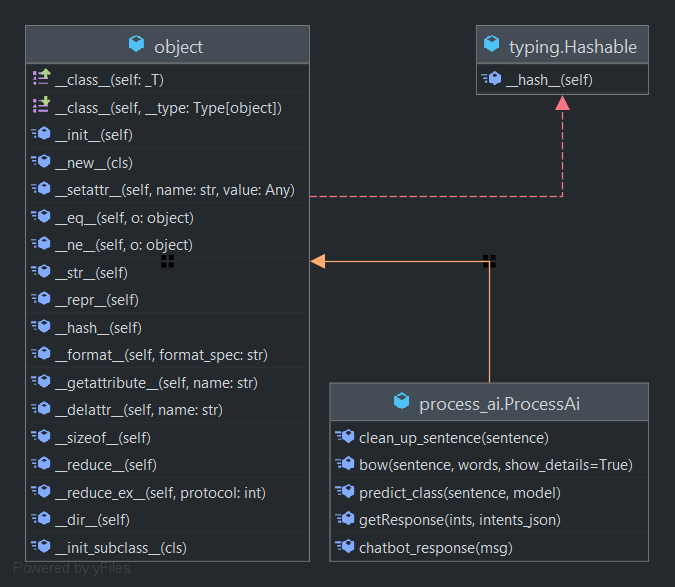 object
__class__(self: _T)
__class__(self, __type: Type[object])
__init__(self)
__new__(cls)
__setattr__(self, name: str, value: Any)
__eq__(self, o: object)
__ne__(self, o: object)
__str__(self)
__repr__(self)
__hash__(self)
__format__(self, format_spec: str)
__getattribute__(self, name: str)
__delattr__(self, name: str)
__sizeof__(self)
__reduce__(self)
__reduce_ex__(self, protocol: int)
__dir__(self)
__init_subclass__(cls)
typing.Hashable
__hash__(self)
process_ai.ProcessAi
clean_up_sentence(sentence)
bow(sentence, words, show_details=True)
predict_class(sentence, model)
getResponse(ints, intents_json)
chatbot_response(msg)
Powered by yFiles